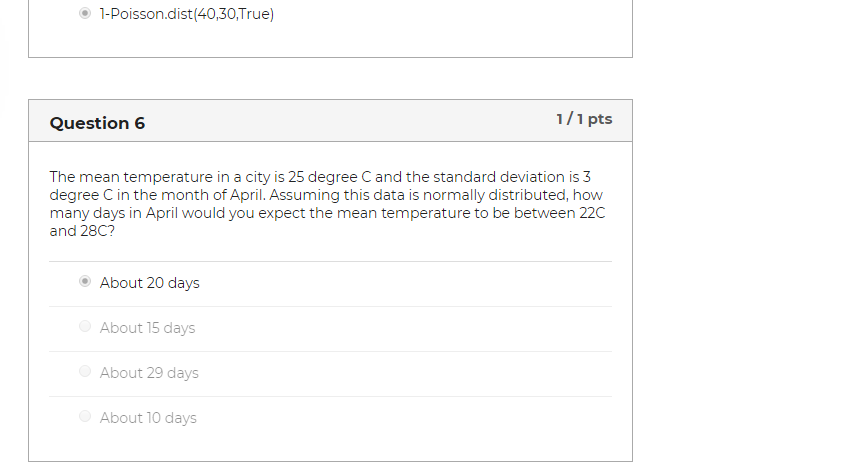 1-Poisson.dist(40,30,True)
Question 6
1 / 1 pts
The mean temperature in a city is 25 degree C and the standard deviation is 3
degree C in the month of April. Assuming this data is normally distributed, how
many days in April would you expect the mean temperature to be between 22C
and 28C?
About 20 days
About 15 days
About 29 days
About 10 days